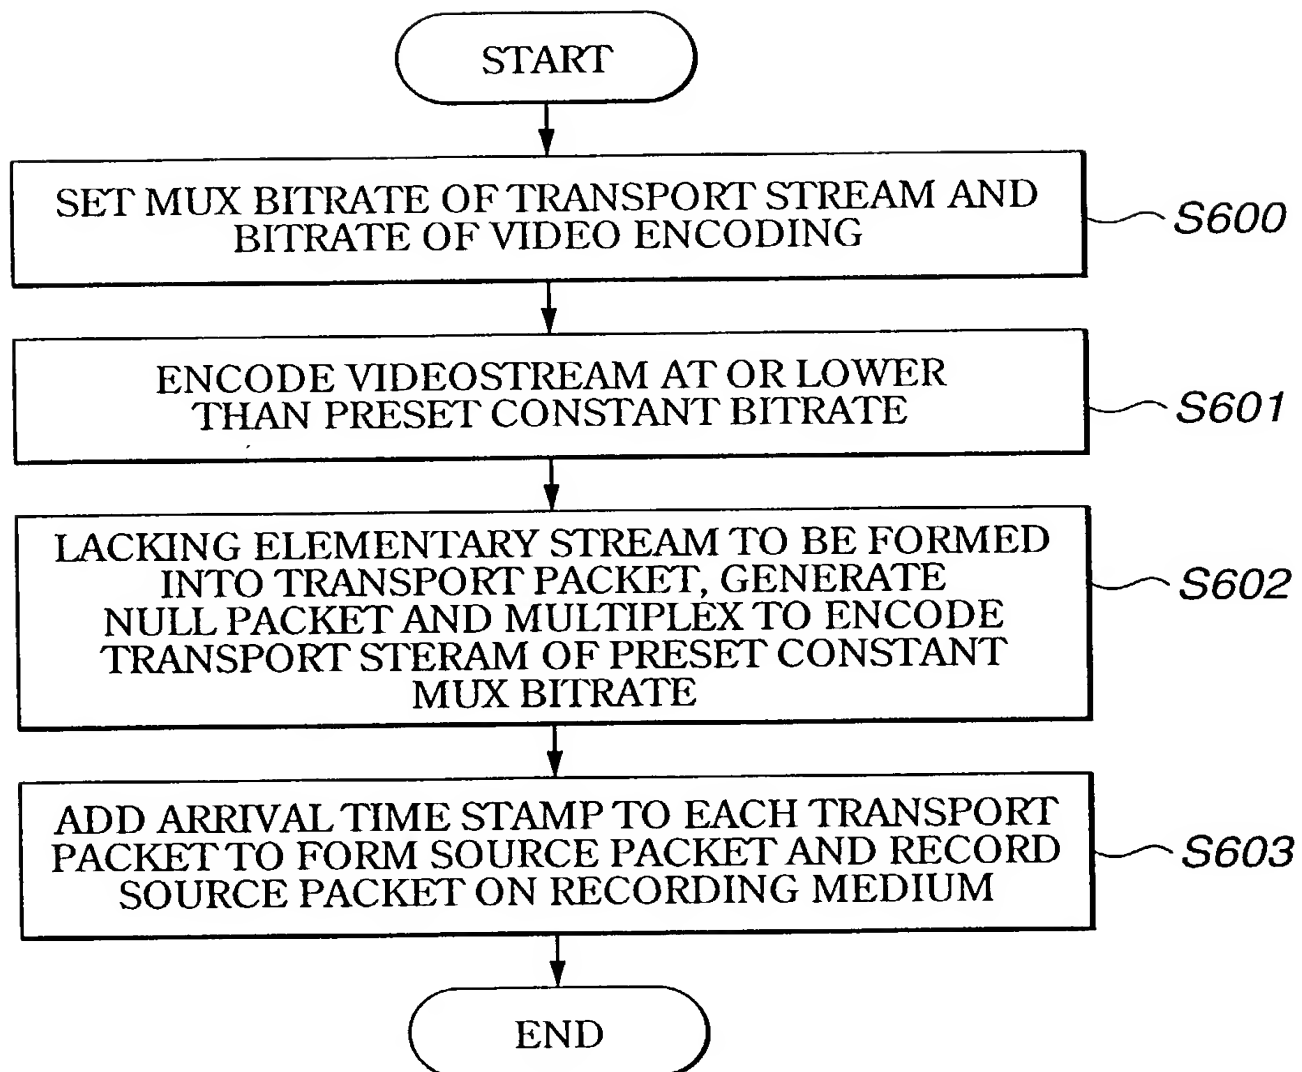 START
SET MUX BITRATE OF TRANSPORT STREAM AND
BITRATE OF VIDEO ENCODING
S600
ENCODE VIDEOSTREAM AT OR LOWER
THAN PRESET CONSTANT BITRATE
S601
LACKING ELEMENTARY STREAM TO BE FORMED
INTO TRANSPORT PACKET, GENERATE
NULL PACKET AND MULTIPLEX TO ENCODE
TRANSPORT STERAM OF PRESET CONSTANT
MUX BITRATE
S602
ADD ARRIVAL TIME STAMP TO EACH TRANSPORT
PACKET TO FORM SOURCE PACKET AND RECORD
SOURCE PACKET ON RECORDING MEDIUM
S603
END